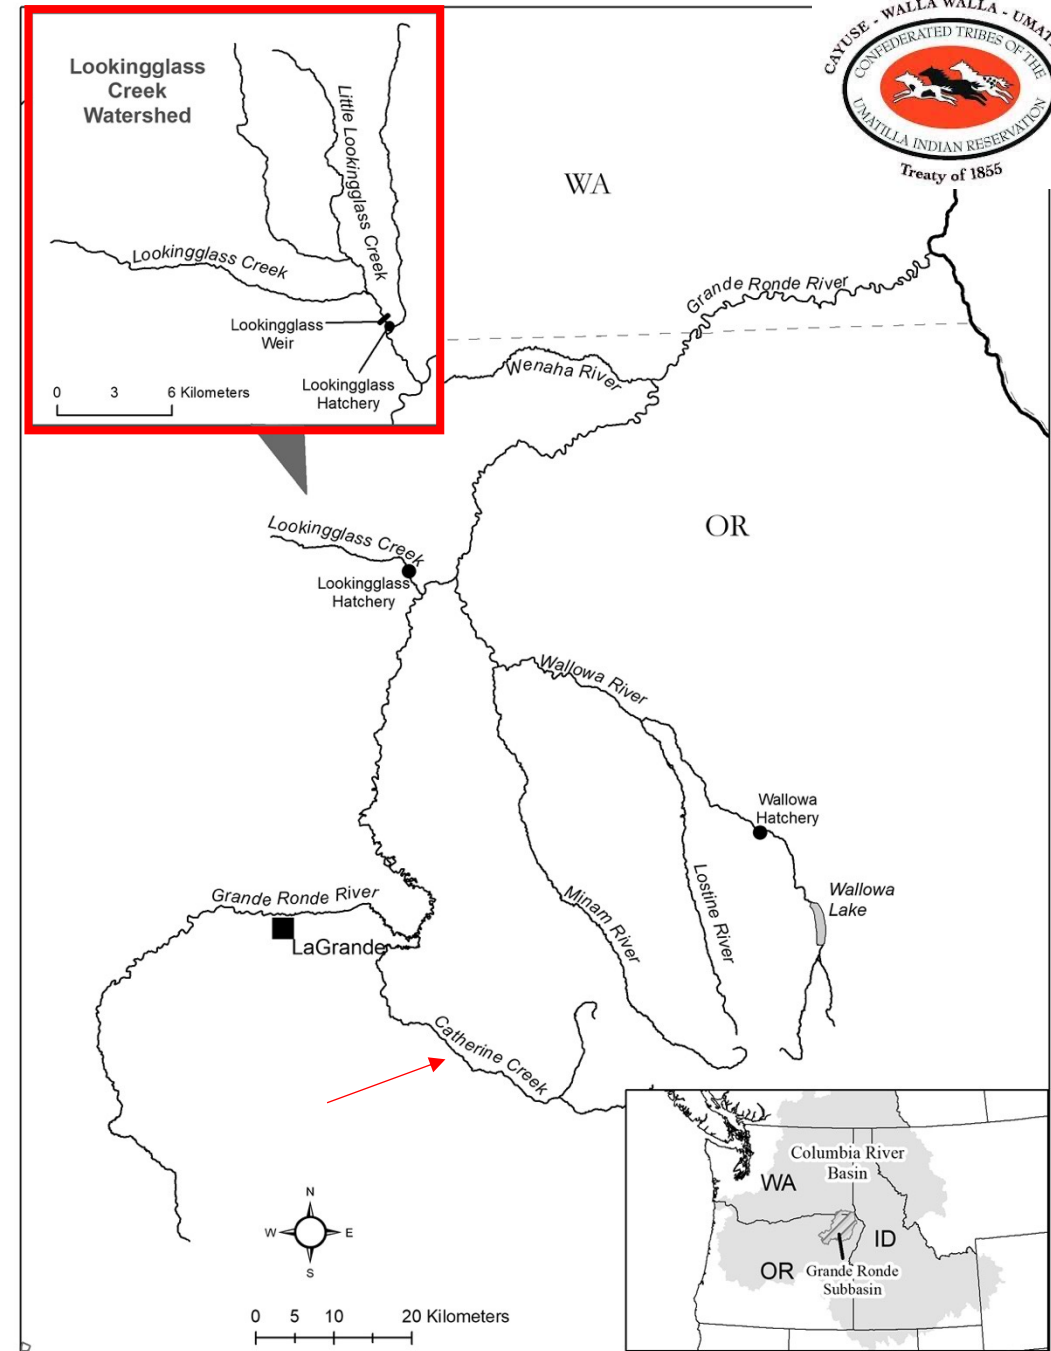 Lookingglass
Creek
Watershed
Little Lookingglass Creek
Lookingglass Creek
Lookingglass
Weir
Lookingglass
Hatchery
0 3 6 Kilometers
CAYUSE - WALLA WALLA -
CONFEDERATED TRIBES OF THE
UMATILLA INDIAN RESERVATION
Treaty of 1855
WA
Grande Ronde River
Wenaha River
OR
Lookingglass Creek
Lookingglass
Hatchery
Wallowa River
Wallowa
Hatchery
Wallowa
Lake
Lostine River
Minam River
Grande Ronde River
LaGrande
Catherine Creek
N
W E
S
0 5 10 20 Kilometers
Columbia River
Basin
WA
ID
OR
Grande Ronde
Subbasin